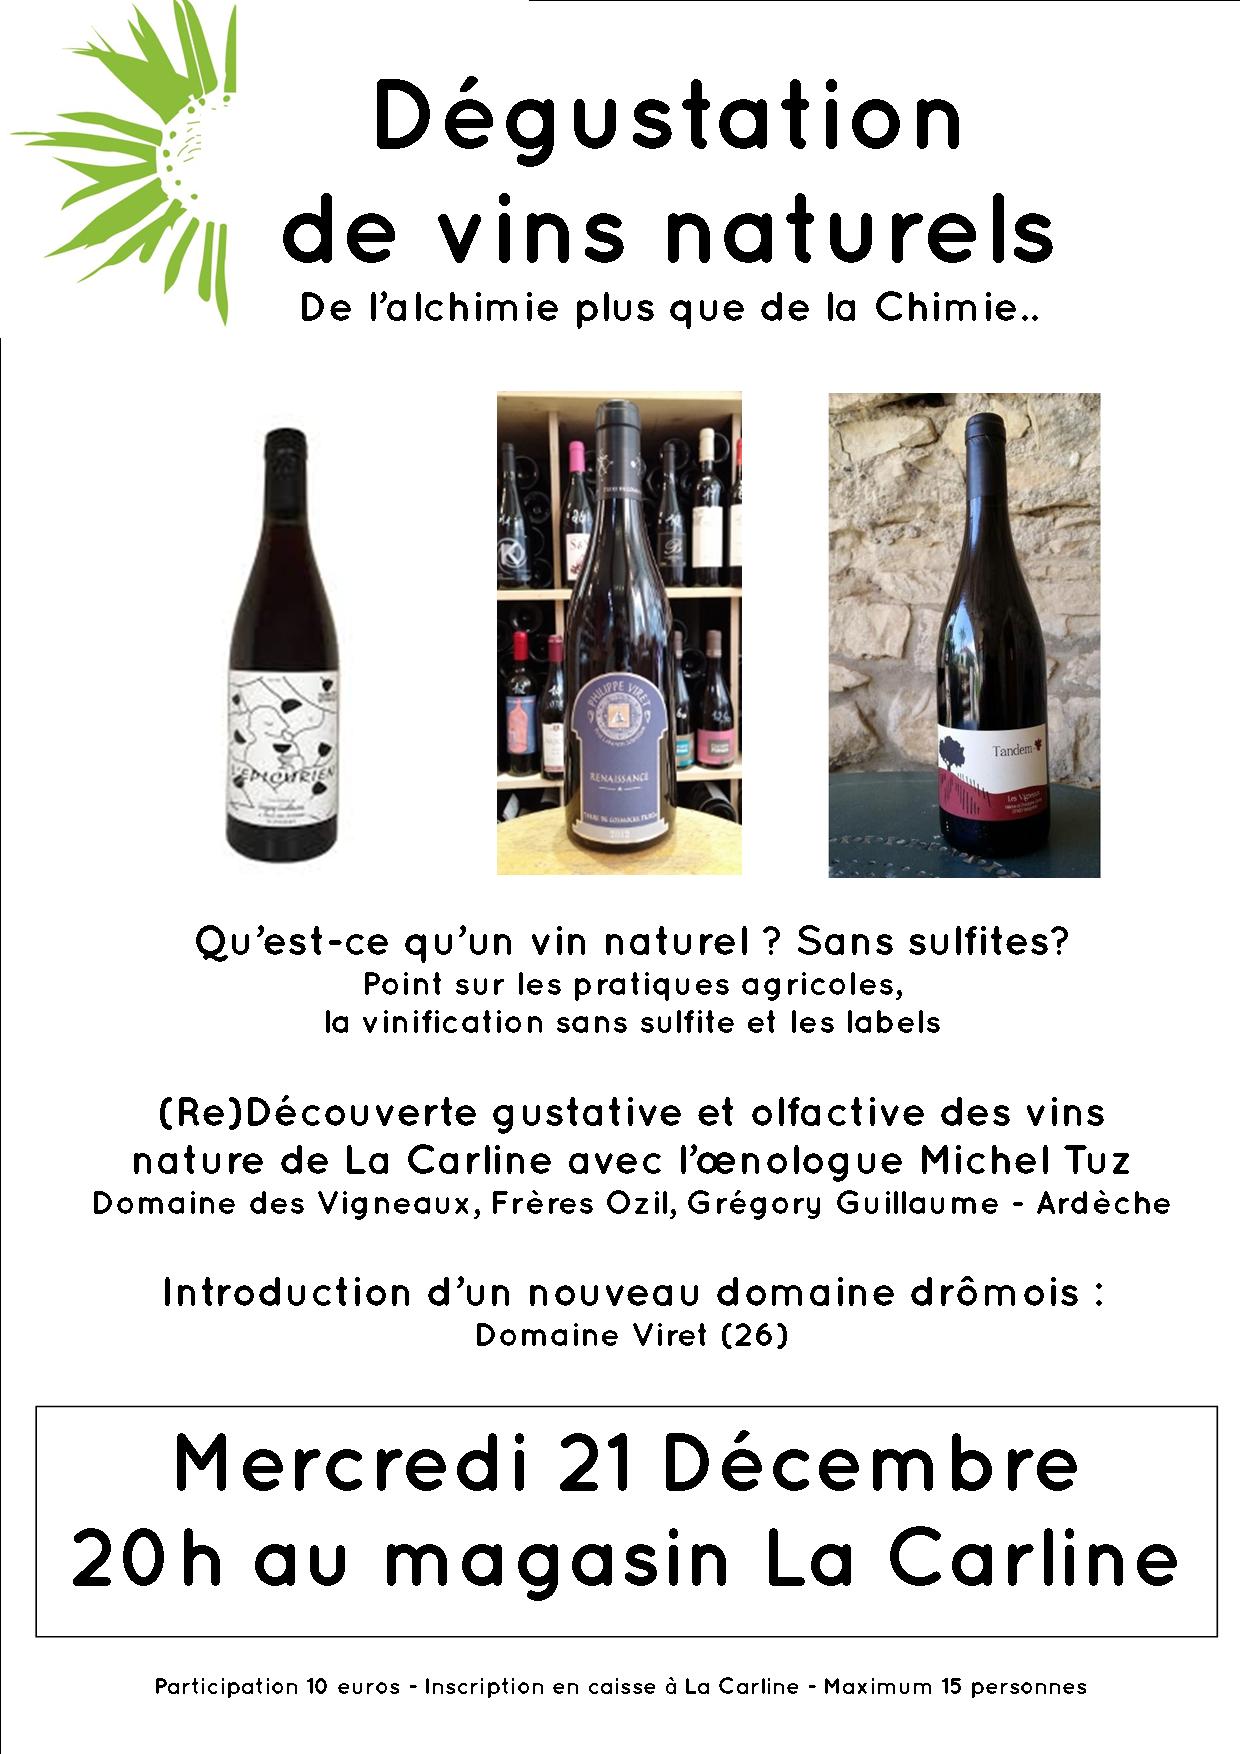 Dégustation
de vins naturels
De l'alchimie plus que de la Chimie..
PHILIPPE VIRET
RENAISSANCE
2012
Tandem
Les Vigneaux
Qu'est-ce qu'un vin naturel ? Sans sulfites?
Point sur les pratiques agricoles,
la vinification sans sulfite et les labels
(Re)Découverte gustative et olfactive des vins
nature de La Carline avec l'œnologue Michel Tuz
Domaine des Vigneaux, Frères Ozil, Grégory Guillaume - Ardèche
Introduction d'un nouveau domaine drômois :
Domaine Viret (26)
Mercredi 21 Décembre
20h au magasin La Carline
Participation 10 euros - Inscription en caisse à La Carline - Maximum 15 personnes